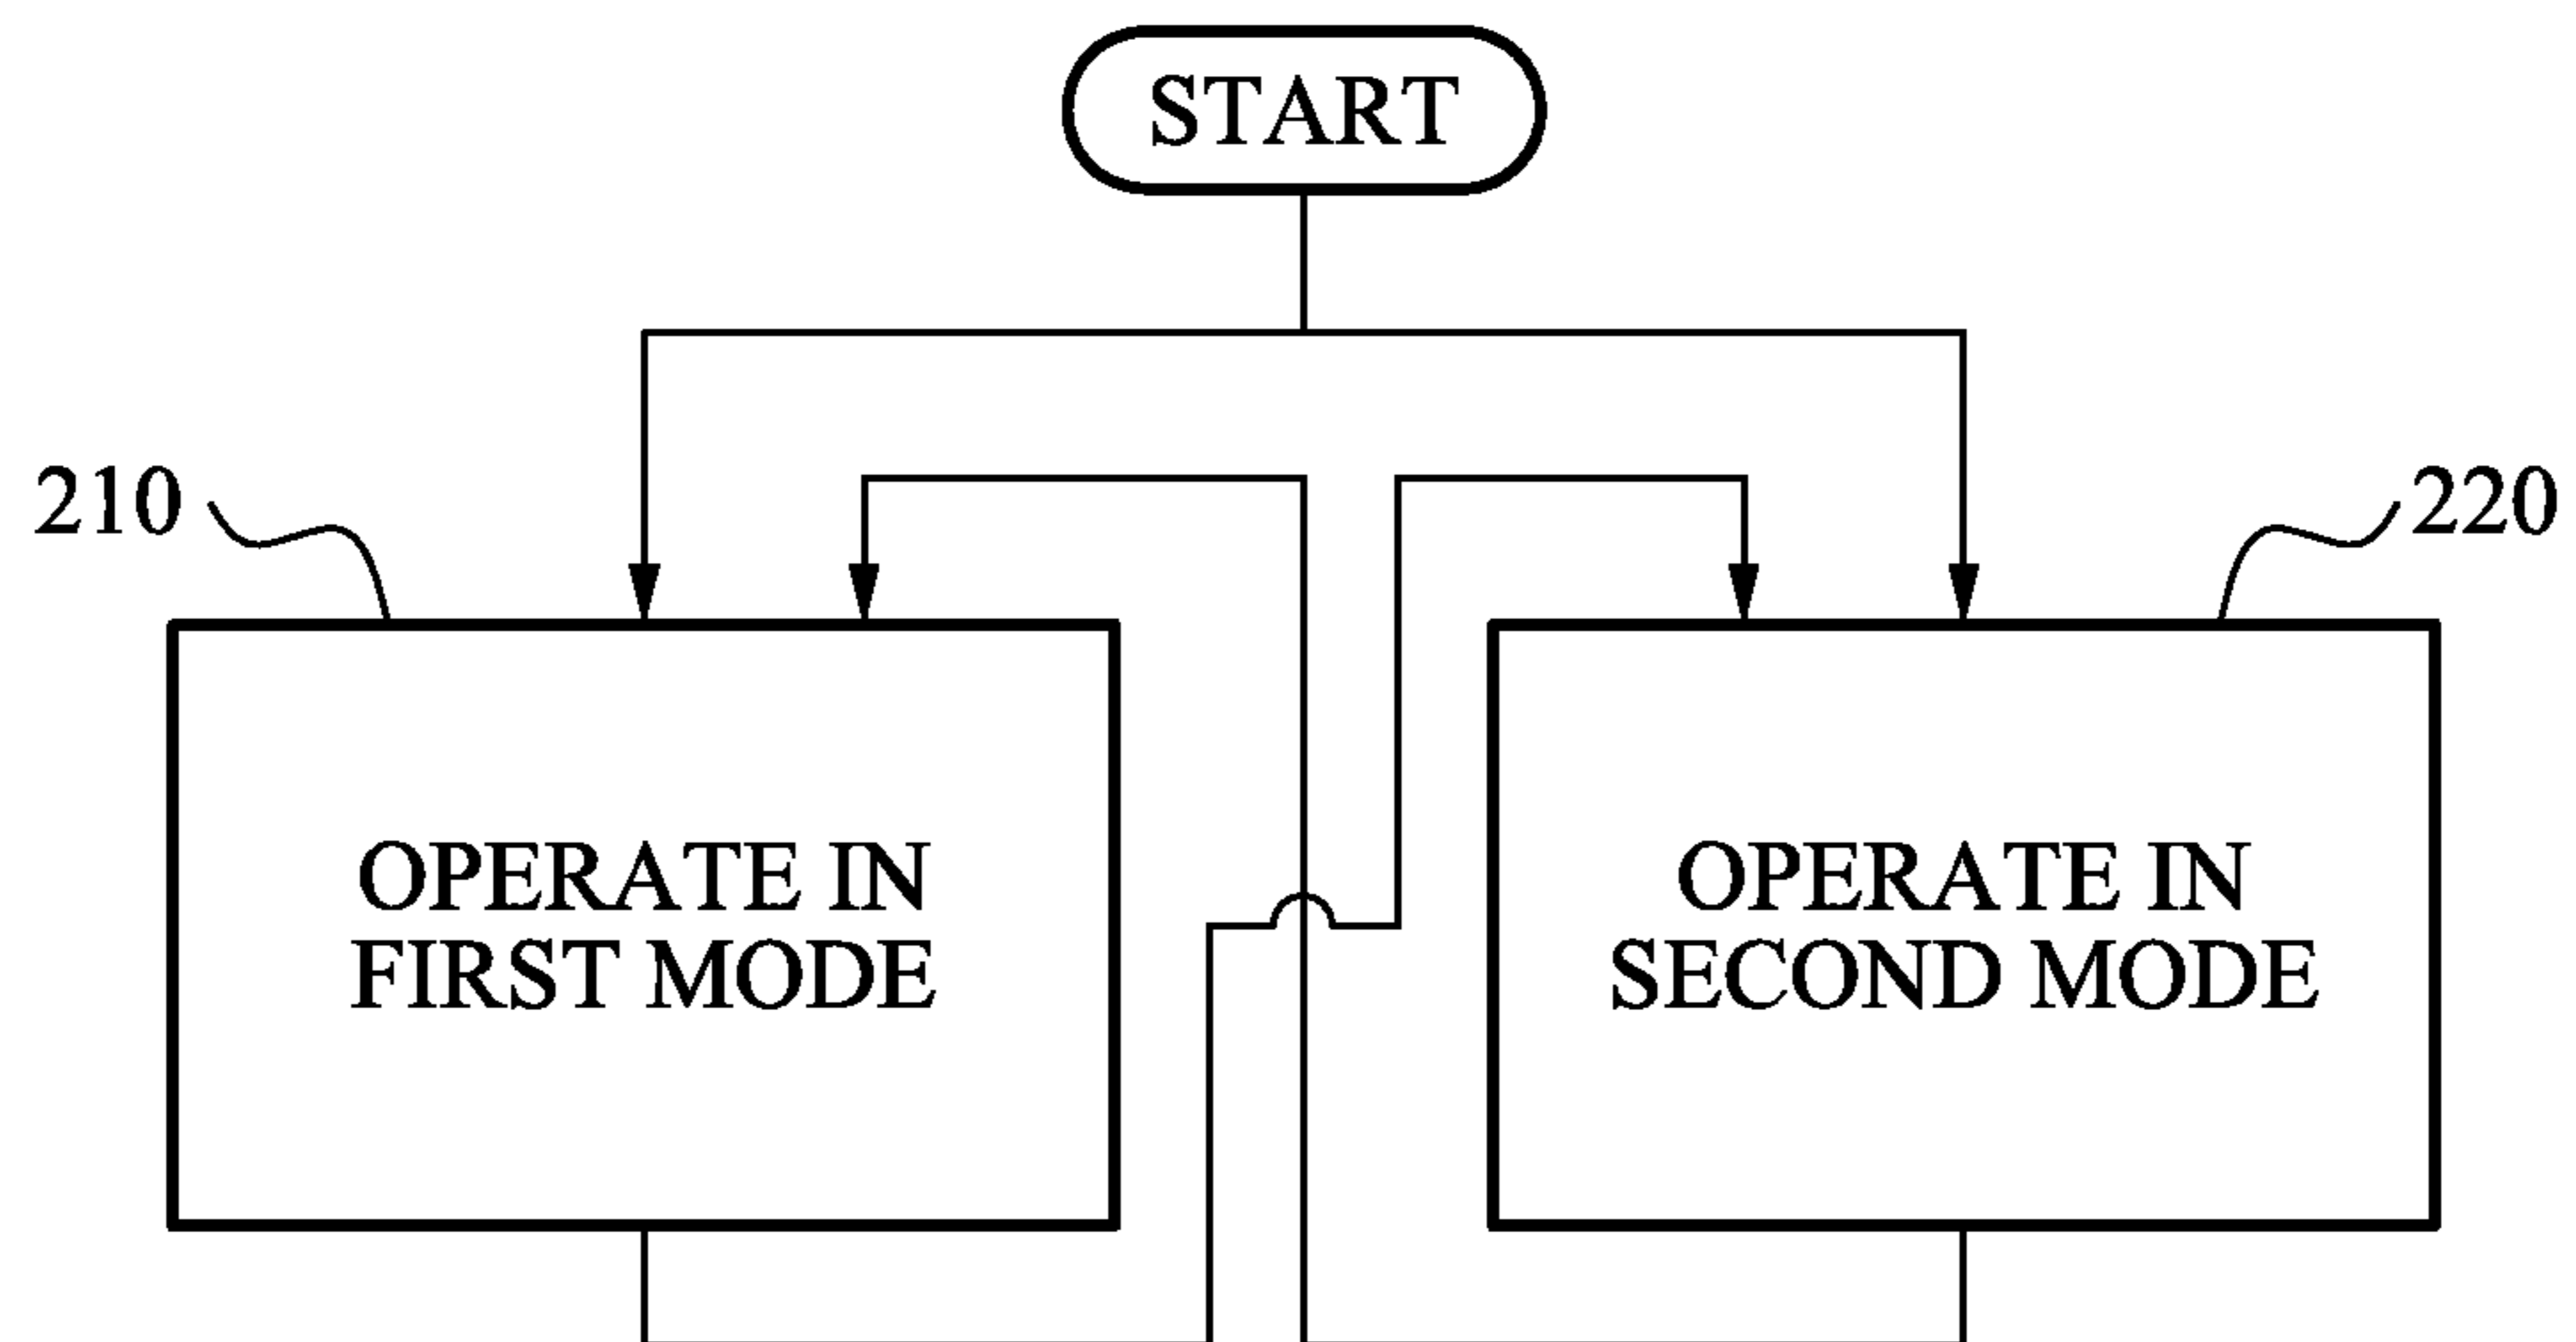 START
210
220
OPERATE IN
FIRST MODE
OPERATE IN
SECOND MODE